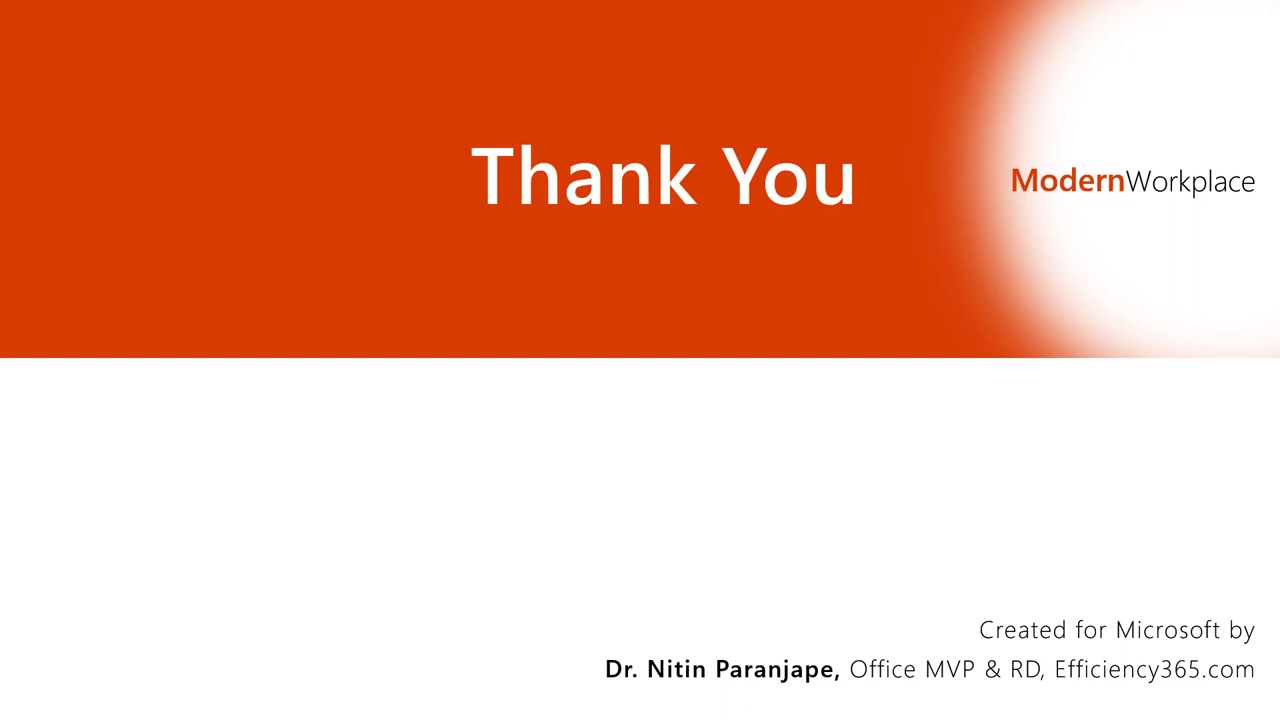 Thank You
ModernWorkplace
Created for Microsoft by
Dr. Nitin Paranjape, Office MVP & RD, Efficiency365.com